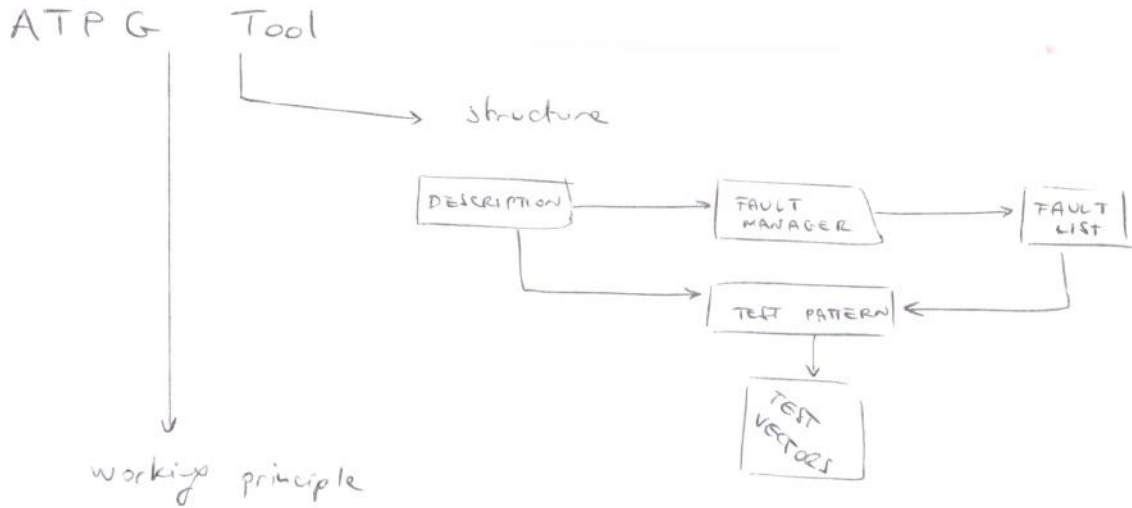 ATPG Tool
structure
DESCRIPTION
FAULT
MANAGER
FAULT
LIST
TEST PATTERN
TEST
VECTORS
working principle